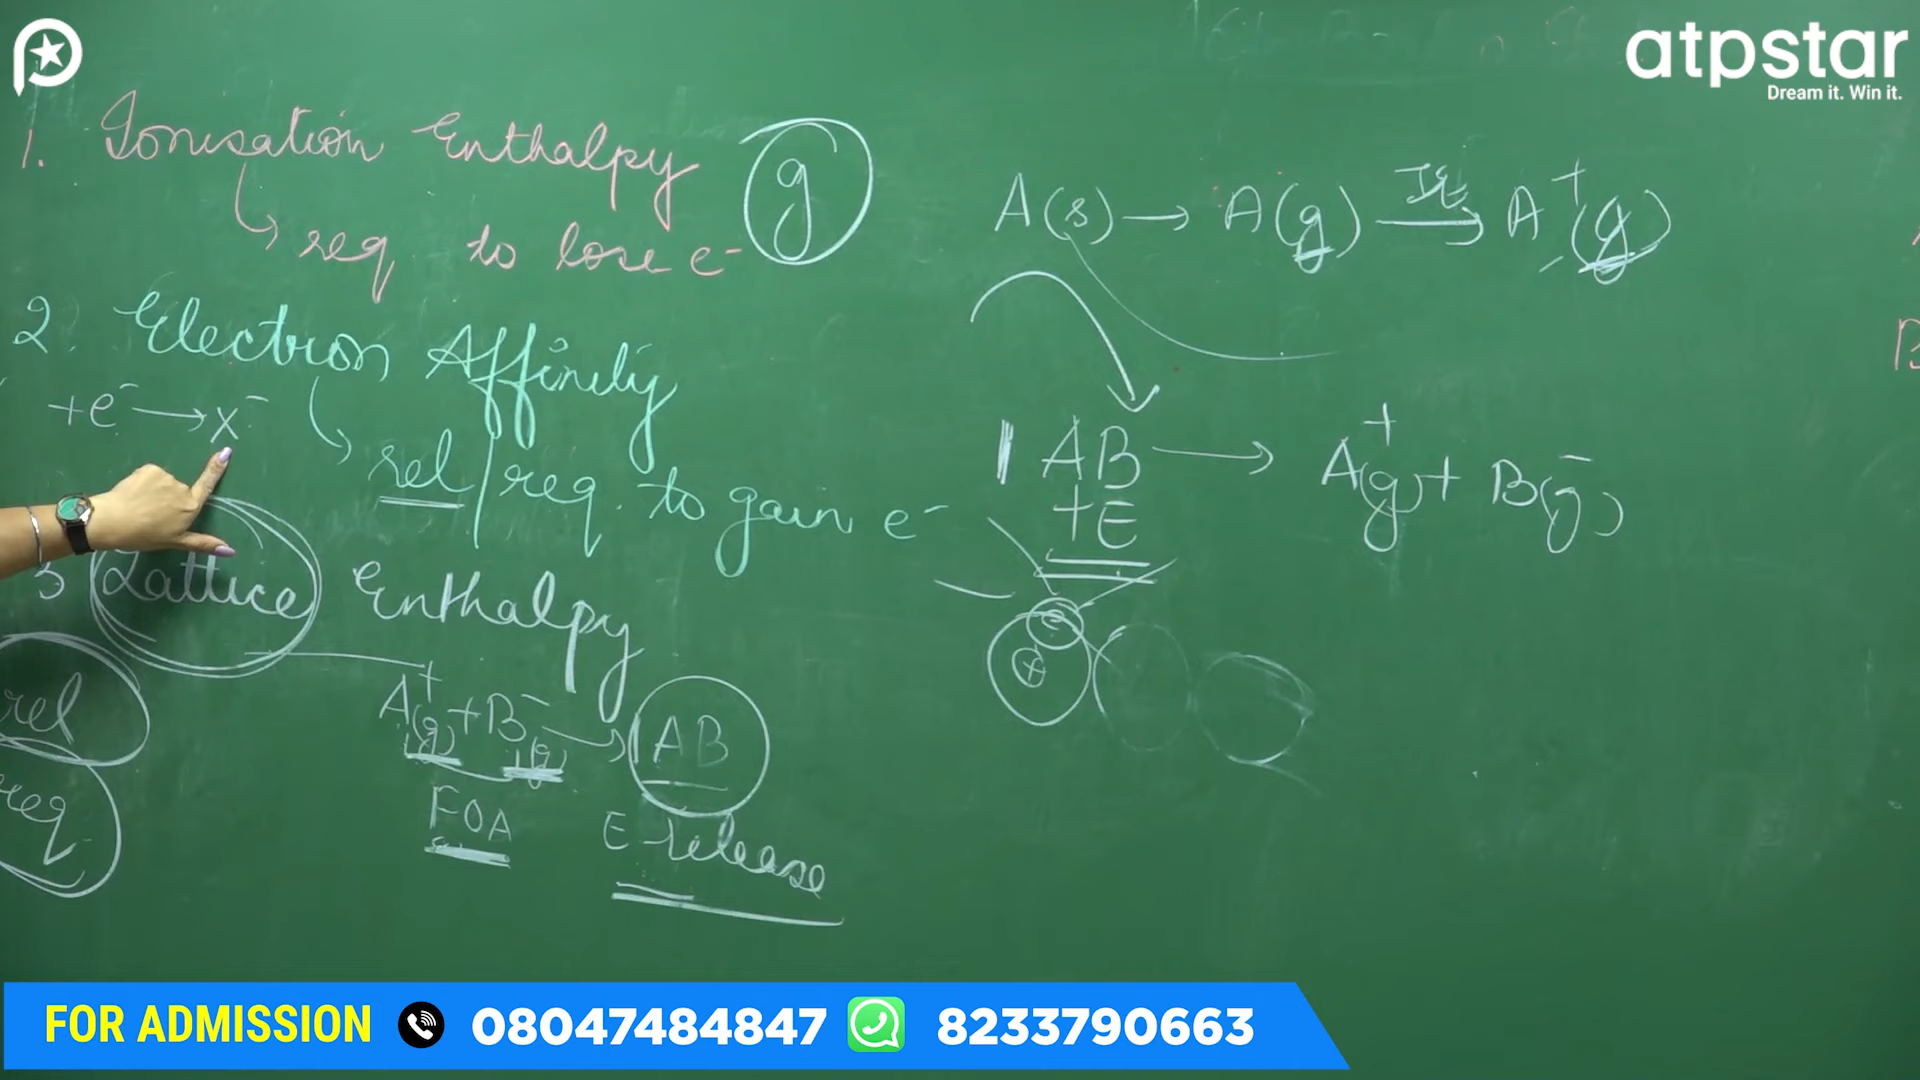 atpstar
Dream it. Win it.
1. Ionisation Enthalpy
req to lose e-
g
2. Electron Affinity
+e- → X-
rel/req. to gain e-
3 Lattice Enthalpy
rel
req
A+(g) + B-(g) → AB
FOA
E release
A(s) → A(g) IE→ A+(g)
1 AB → A+(g) + B-(g)
+E
+
-
B
FOR ADMISSION 08047484847 8233790663